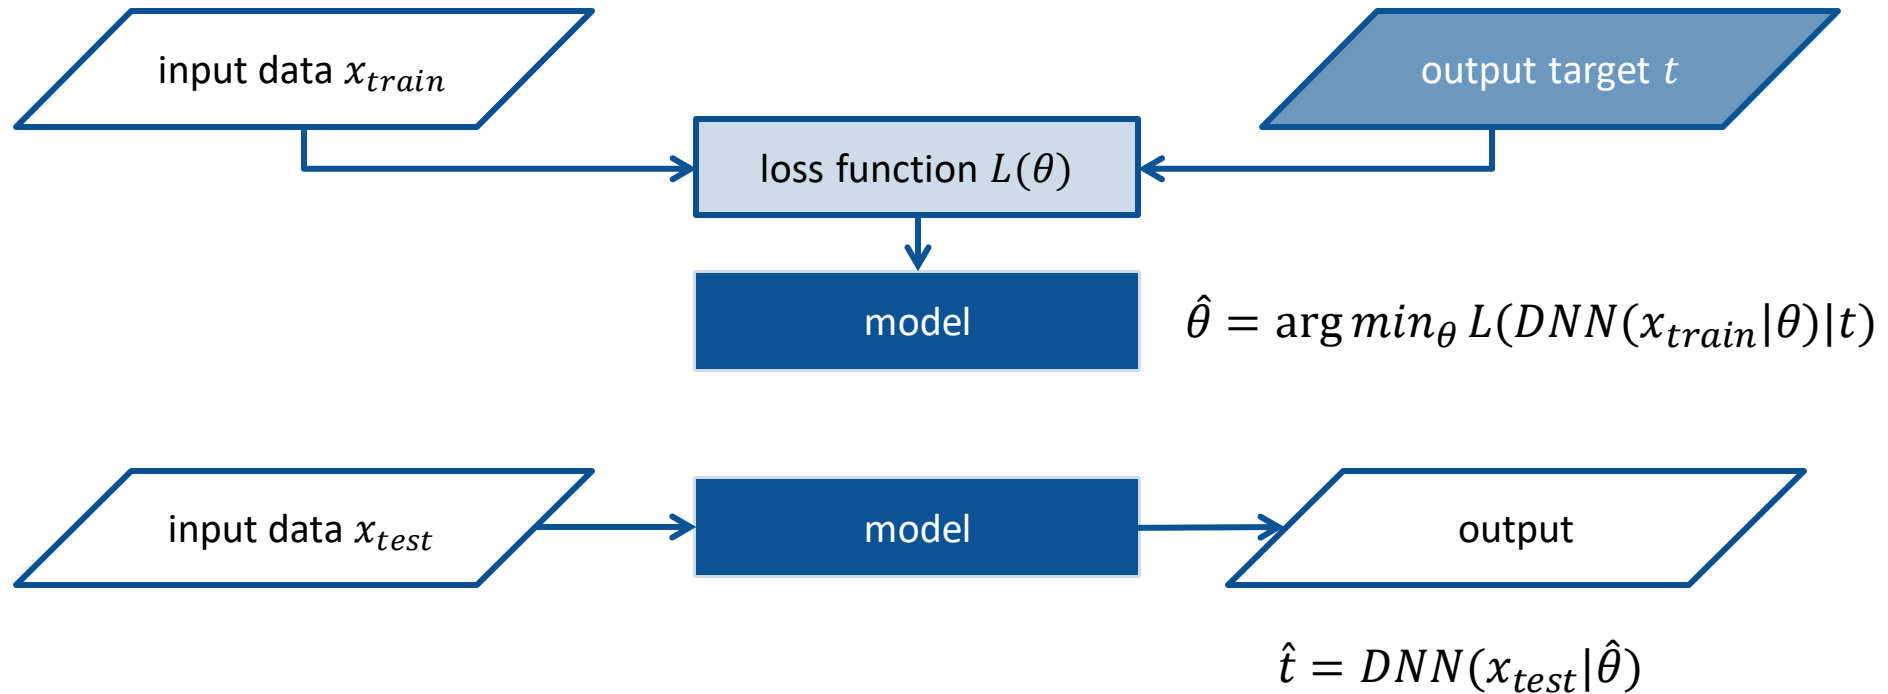 input data x_train
output target t
loss function L(θ)
model
θ̂ = arg min_θ L(DNN(x_train|θ)|t)
input data x_test
model
output
t̂ = DNN(x_test|θ̂)